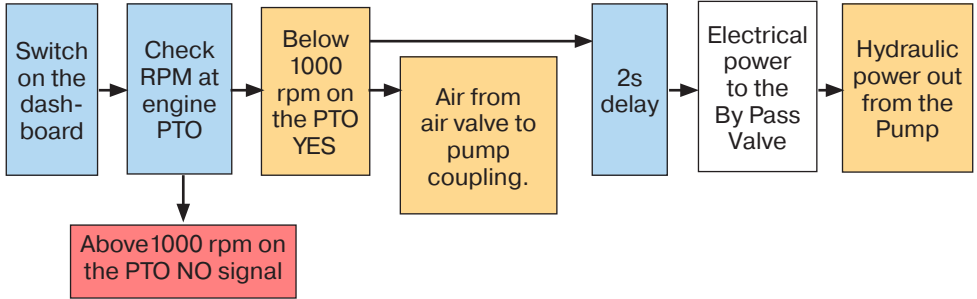 Switch
on the
dash-
board
Check
RPM at
engine
PTO
Below
1000
rpm on
the PTO
YES
Air from
air valve to
pump
coupling.
2s
delay
Electrical
power
to the
By Pass
Valve
Hydraulic
power out
from the
Pump
Above 1000 rpm on
the PTO NO signal